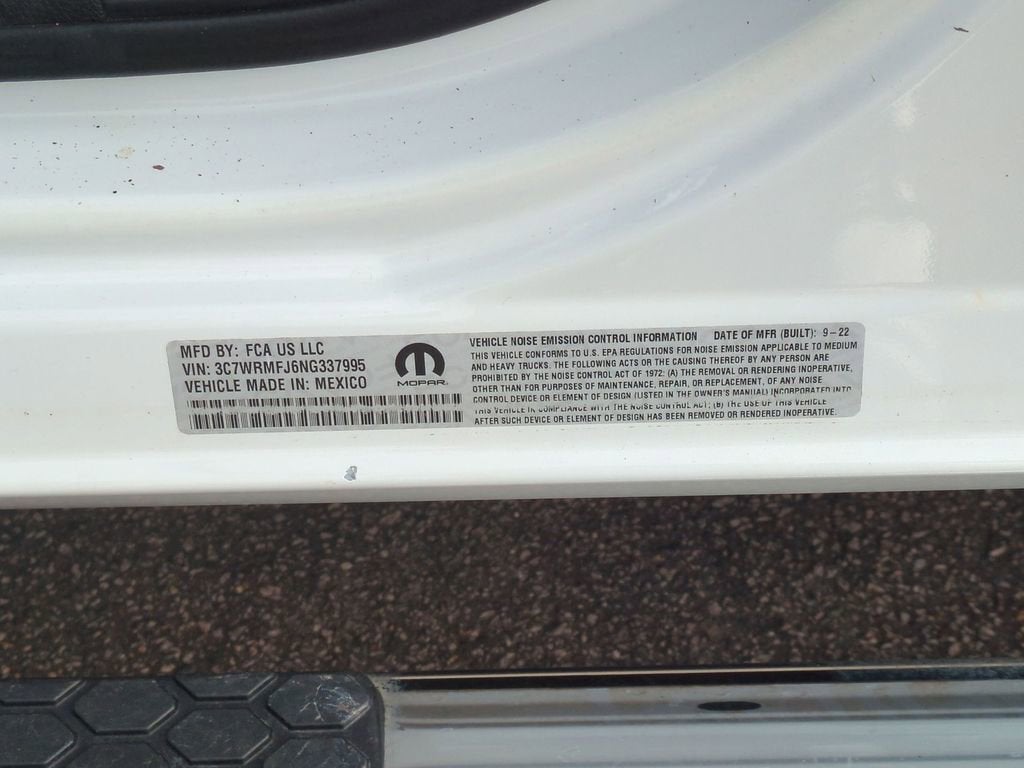 MFD BY: FCA US LLC
VIN: 3C7WRMFJ6NG337995
VEHICLE MADE IN: MEXICO
MOPAR
VEHICLE NOISE EMISSION CONTROL INFORMATION DATE OF MFR (BUILT): 9-22
THIS VEHICLE CONFORMS TO U.S. EPA REGULATIONS FOR NOISE EMISSION APPLICABLE TO MEDIUM
AND HEAVY TRUCKS. THE FOLLOWING ACTS OR THE CAUSING THEREOF BY ANY PERSON ARE
PROHIBITED BY THE NOISE CONTROL ACT OF 1972: (A) THE REMOVAL OR RENDERING INOPERATIVE,
OTHER THAN FOR PURPOSES OF MAINTENANCE, REPAIR, OR REPLACEMENT, OF ANY NOISE
CONTROL DEVICE OR ELEMENT OF DESIGN (LISTED IN THE OWNER'S MANUAL) INCORPORATED INTO
THIS VEHICLE IN COMPLIANCE WITH THE NOISE CONTROL ACT; (B) THE USE OF THIS VEHICLE
AFTER SUCH DEVICE OR ELEMENT OF DESIGN HAS BEEN REMOVED OR RENDERED INOPERATIVE.